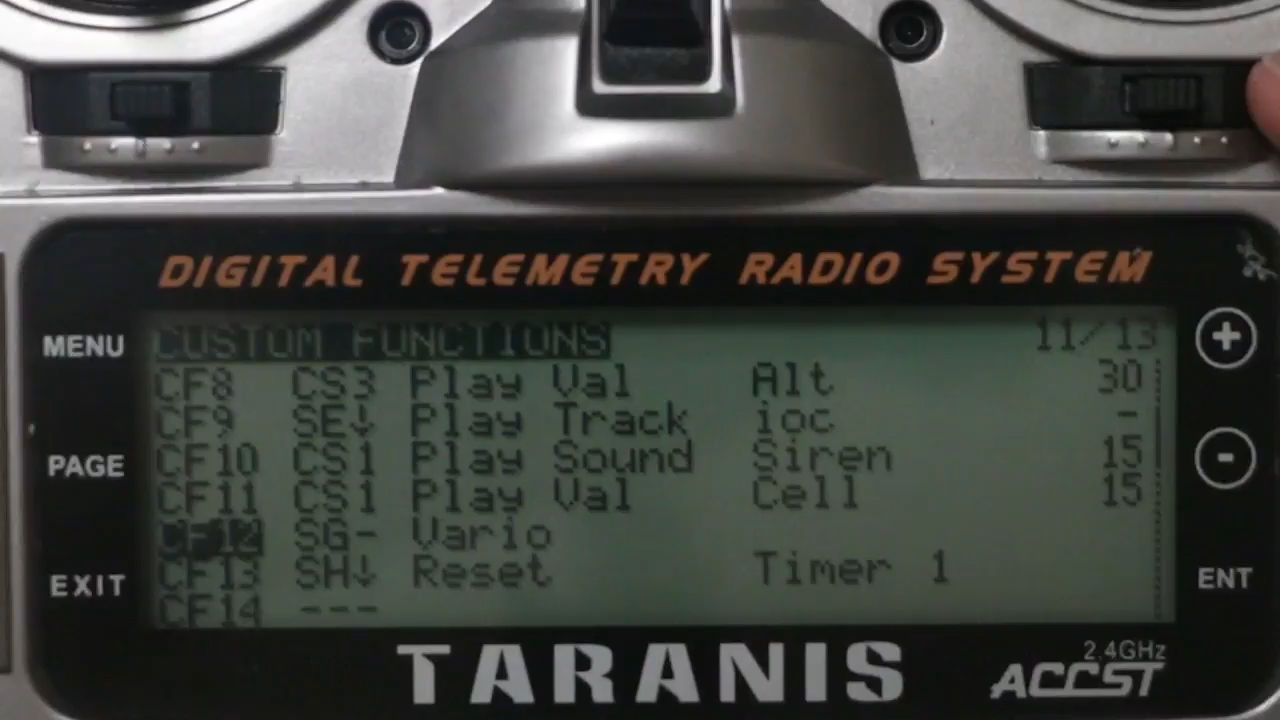 DIGITAL TELEMETRY RADIO SYSTEM
MENU
PAGE
EXIT
CUSTOM FUNCTIONS 11/13
CF8 CS3 Play Val Alt 30
CF9 SE↓ Play Track ioc -
CF10 CS1 Play Sound Siren 15
CF11 CS1 Play Val Cell 15
CF12 SG- Vario
CF13 SH↓ Reset Timer 1
CF14 ---
+
-
ENT
TARANIS
2.4GHz
ACCST